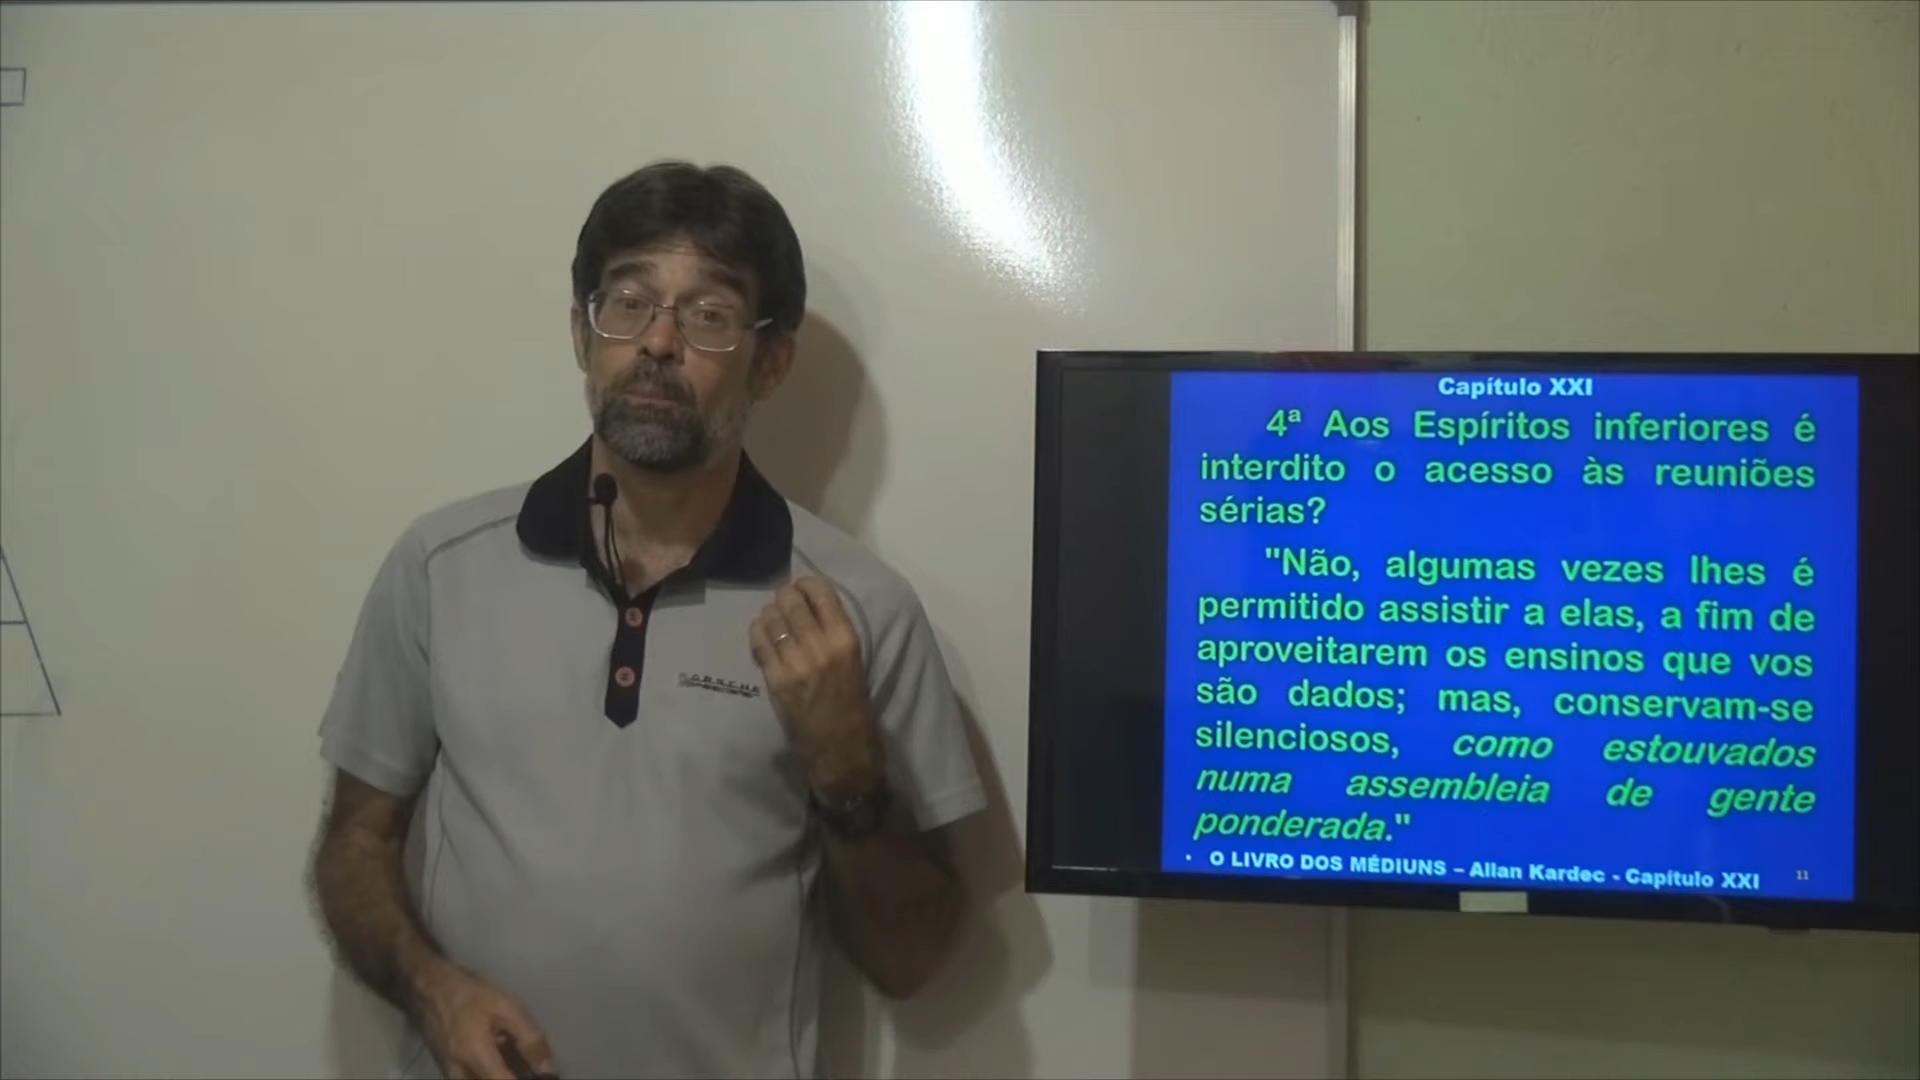 Capítulo XXI
4ª Aos Espíritos inferiores é
interdito o acesso às reuniões
sérias?
"Não, algumas vezes lhes é
permitido assistir a elas, a fim de
aproveitarem os ensinos que vos
são dados; mas, conservam-se
silenciosos, como estouvados
numa assembleia de gente
ponderada."
• O LIVRO DOS MÉDIUNS – Allan Kardec - Capítulo XXI
11